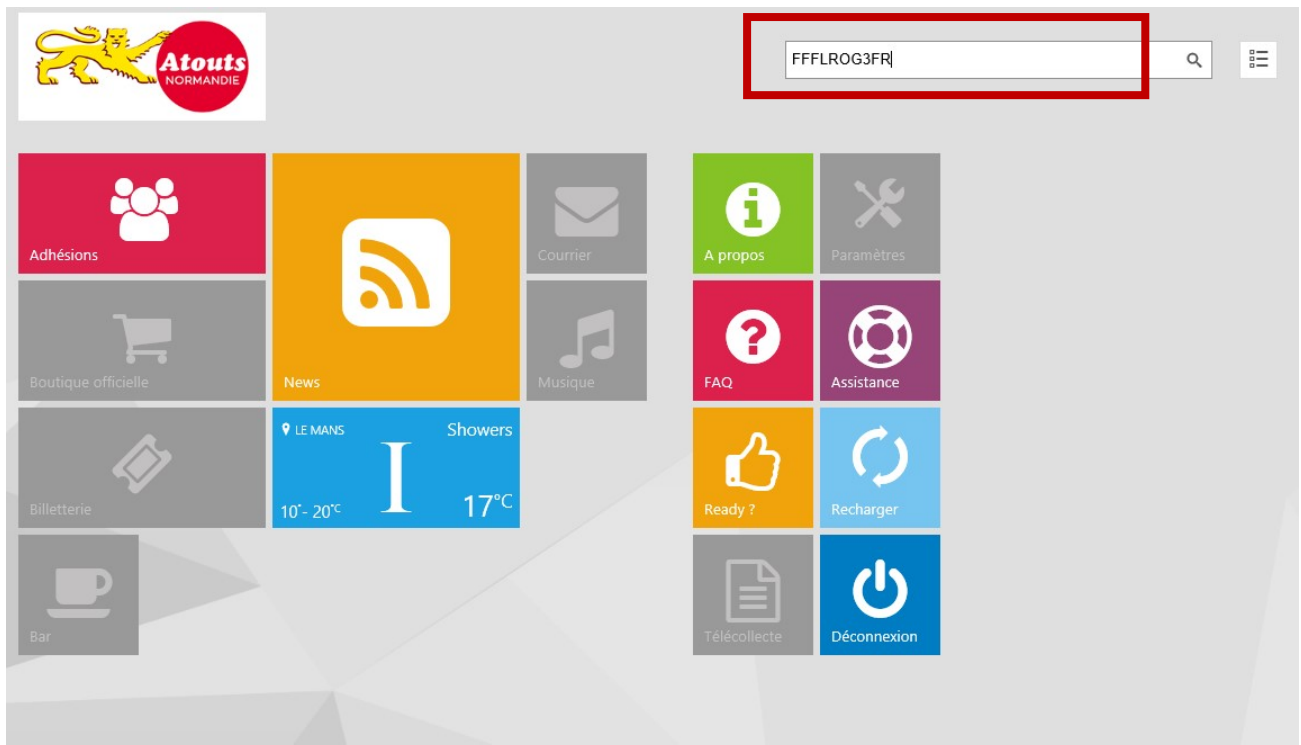 Atouts
NORMANDIE
FFFLROG3FR
Adhésions
Courrier
A propos
Paramètres
Boutique officielle
News
Musique
FAQ
Assistance
LE MANS
Showers
10°- 20°C
17°C
Billetterie
Ready ?
Recharger
Bar
Télécollecte
Déconnexion